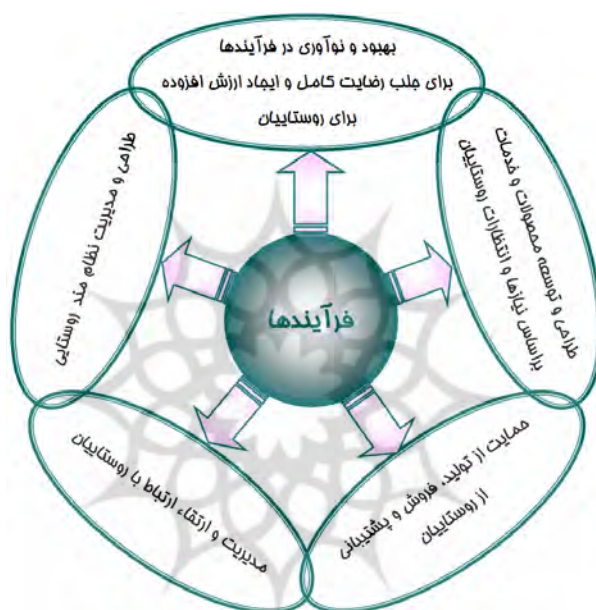 بهبود و نوآوری در فرآیندها
برای جلب رضایت کامل و ایجاد ارزش افزوده
برای روستاییان
طراحی و توسعه محصولات و خدمات
براساس نیازها و انتظارات روستاییان
حمایت از تولید، فروش و پشتیبانی
از روستاییان
مدیریت و ارتقاء ارتباط با روستاییان
طراحی و مدیریت نظام مند روستایی
فرآیندها